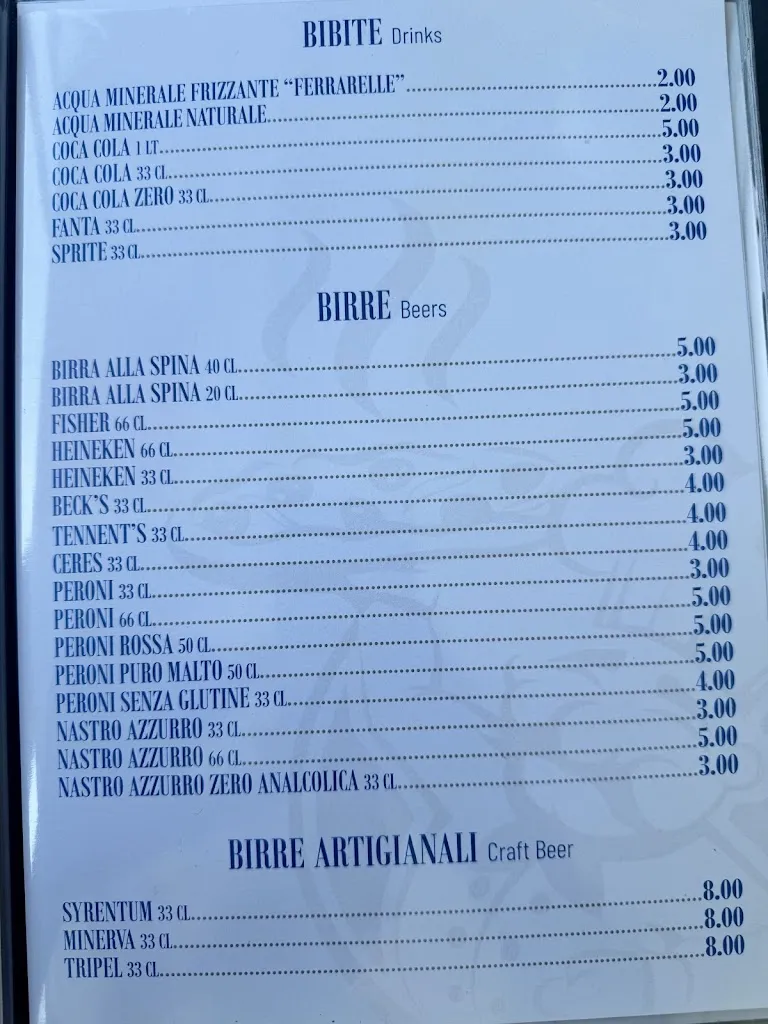 BIBITE Drinks
ACQUA MINERALE FRIZZANTE “FERRARELLE”........2.00
ACQUA MINERALE NATURALE........2.00
COCA COLA 1 LT........5.00
COCA COLA 33 CL........3.00
COCA COLA ZERO 33 CL........3.00
FANTA 33 CL........3.00
SPRITE 33 CL........3.00
BIRRE Beers
BIRRA ALLA SPINA 40 CL........5.00
BIRRA ALLA SPINA 20 CL........3.00
FISHER 66 CL........5.00
HEINEKEN 66 CL........5.00
HEINEKEN 33 CL........3.00
BECK’S 33 CL........4.00
TENNENT’S 33 CL........4.00
CERES 33 CL........4.00
PERONI 33 CL........3.00
PERONI 66 CL........5.00
PERONI ROSSA 50 CL........5.00
PERONI PURO MALTO 50 CL........5.00
PERONI SENZA GLUTINE 33 CL........4.00
NASTRO AZZURRO 33 CL........3.00
NASTRO AZZURRO 66 CL........5.00
NASTRO AZZURRO ZERO ANALCOLICA 33 CL........3.00
BIRRE ARTIGIANALI Craft Beer
SYRENTUM 33 CL........8.00
MINERVA 33 CL........8.00
TRIPEL 33 CL........8.00